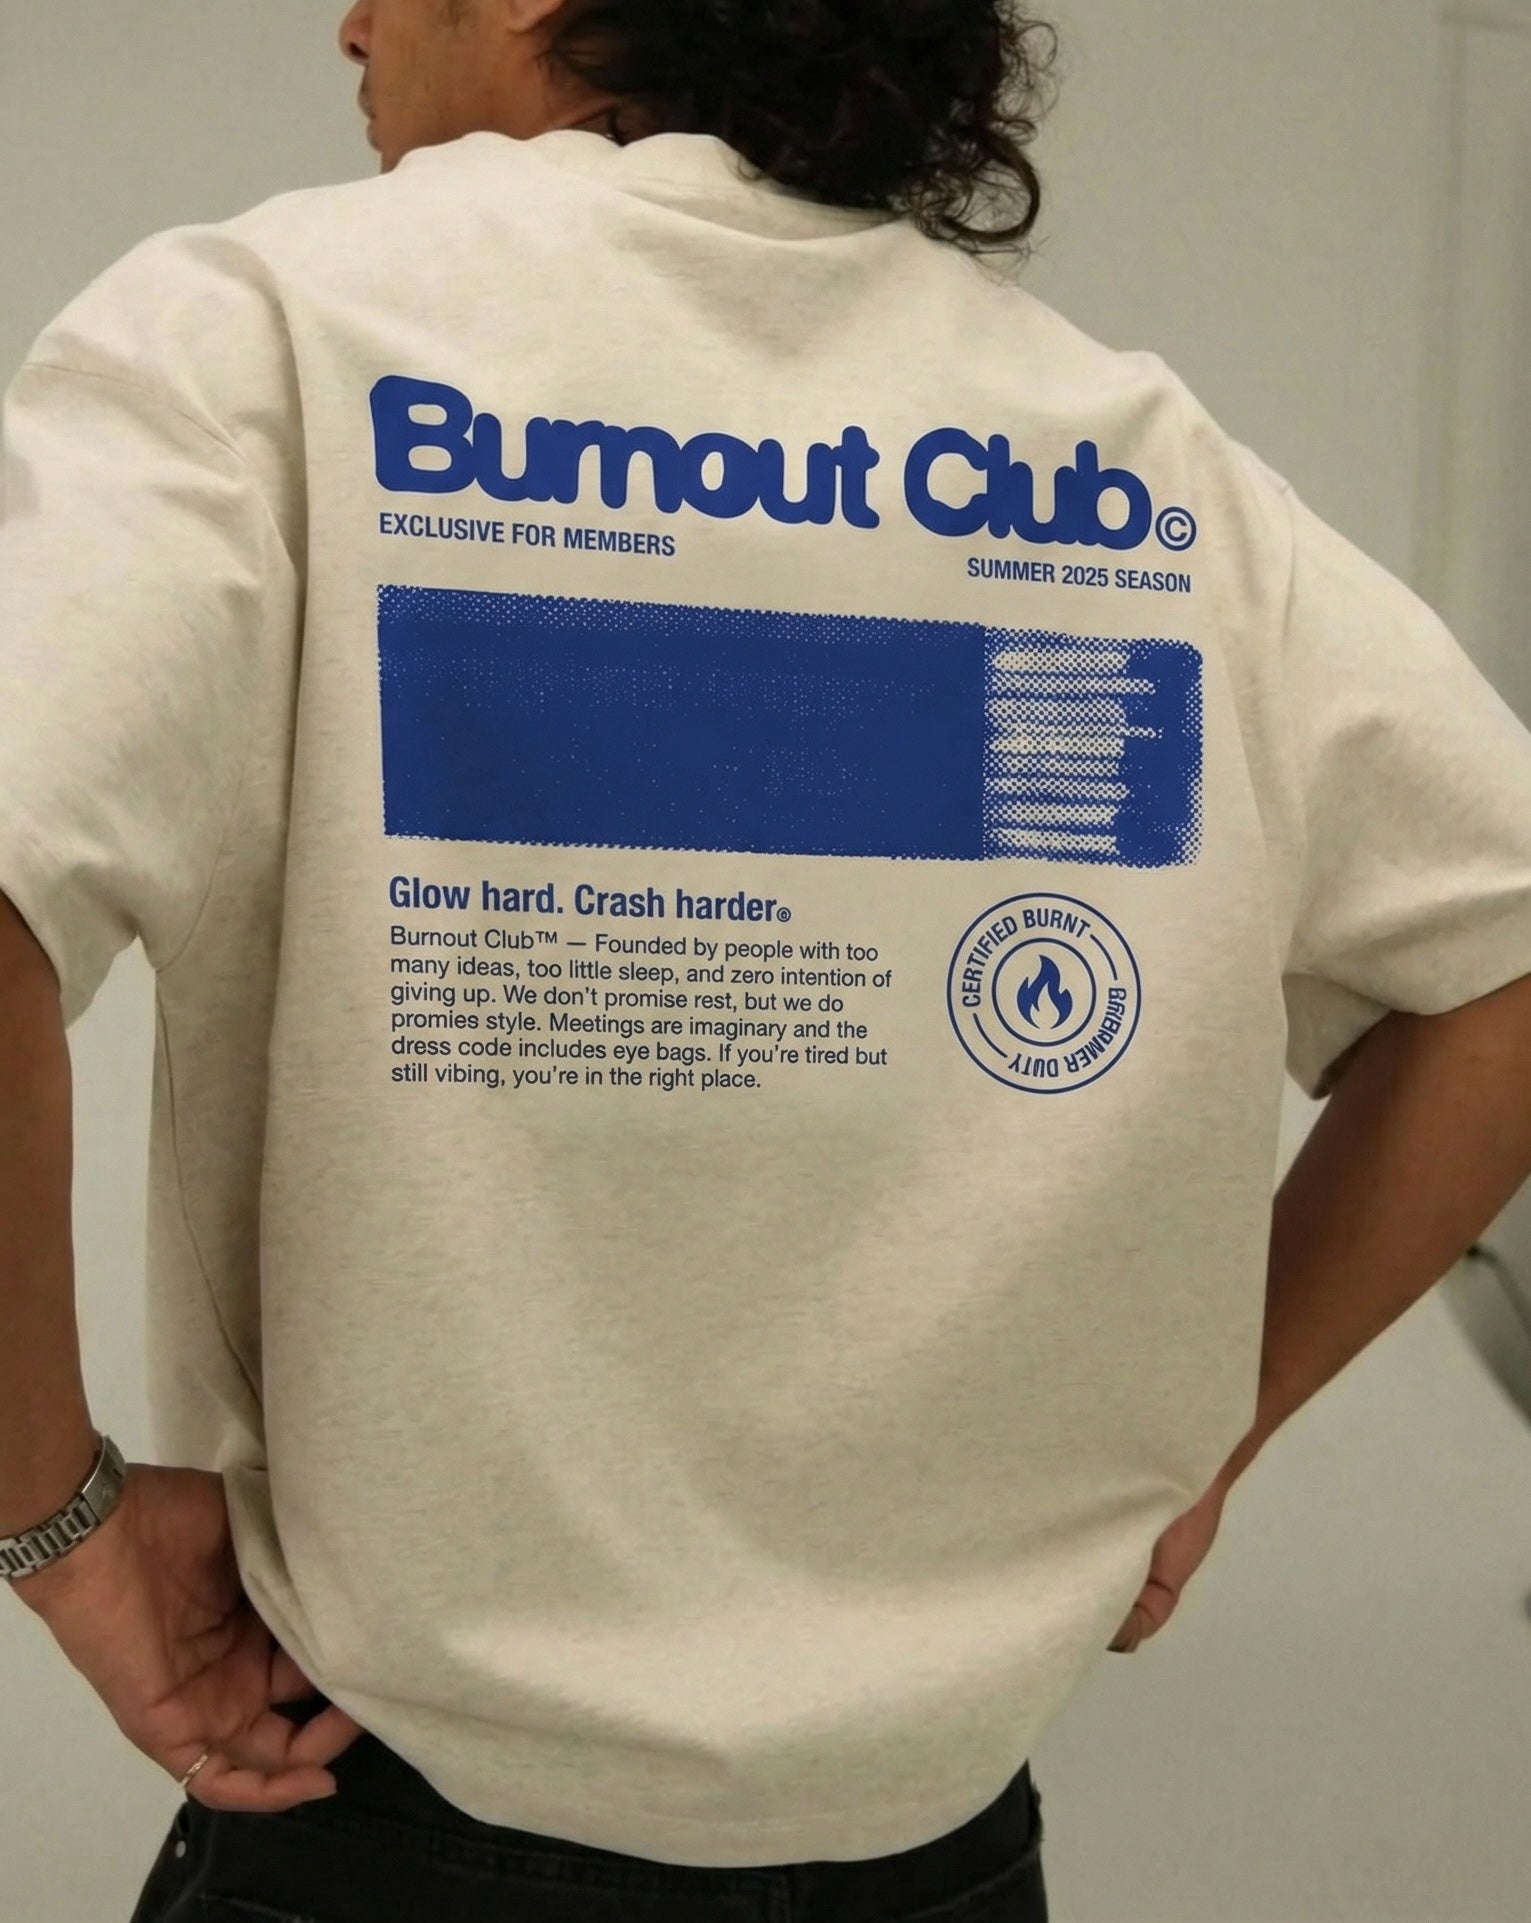 Burnout Club©
EXCLUSIVE FOR MEMBERS
SUMMER 2025 SEASON
Glow hard. Crash harder
Burnout Club™ — Founded by people with too
many ideas, too little sleep, and zero intention of
giving up. We don't promise rest, but we do
promies style. Meetings are imaginary and the
dress code includes eye bags. If you're tired but
still vibing, you're in the right place.
CERTIFIED BURNT
DUTY